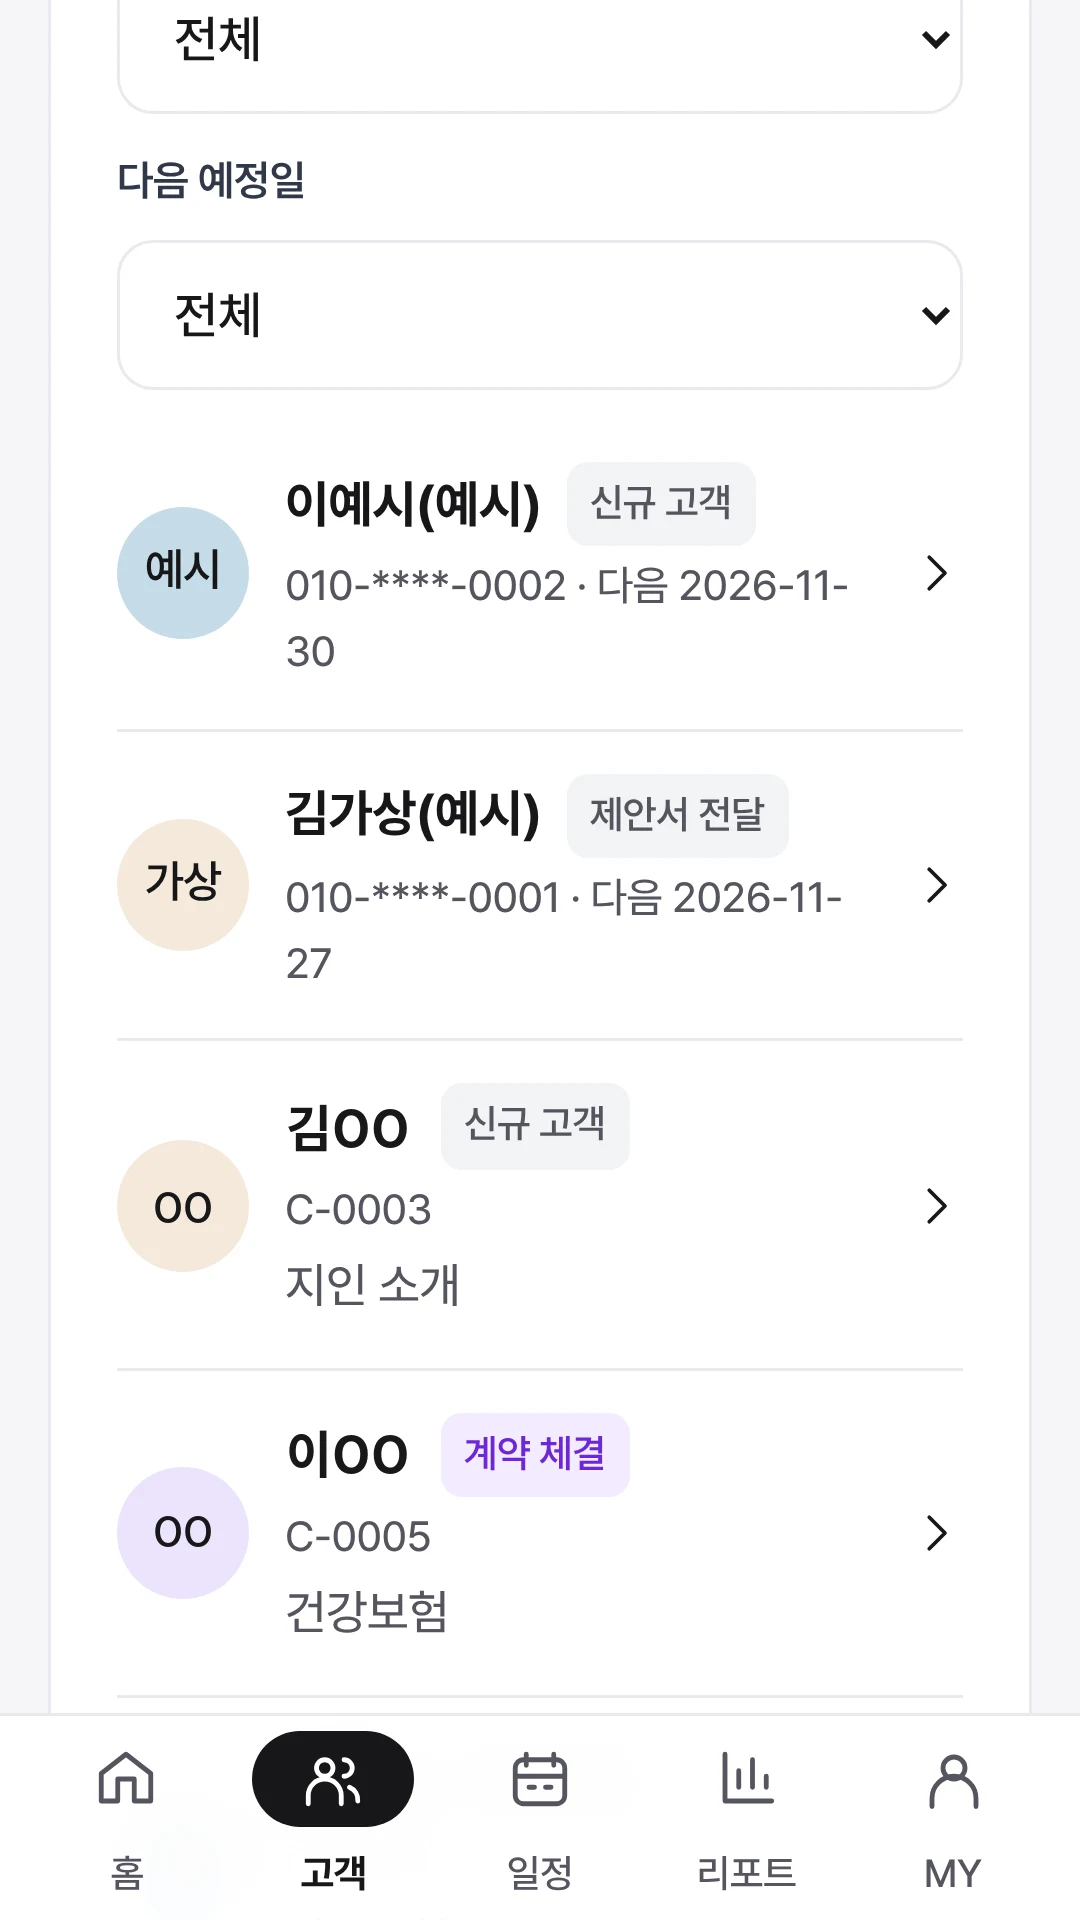 전체
다음 예정일
전체
예시
이예시(예시) 신규 고객
010-****-0002 · 다음 2026-11-
30
가상
김가상(예시) 제안서 전달
010-****-0001 · 다음 2026-11-
27
OO
김OO 신규 고객
C-0003
지인 소개
OO
이OO 계약 체결
C-0005
건강보험
홈 고객 일정 리포트 MY